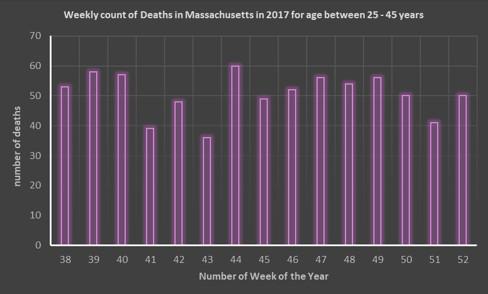 Weekly count of Deaths in Massachusetts in 2017 for age between 25 - 45 years
70
60
50
40
30
20
10
0
number of deaths
38 39 40 41 42 43 44 45 46 47 48 49 50 51 52
Number of Week of the Year